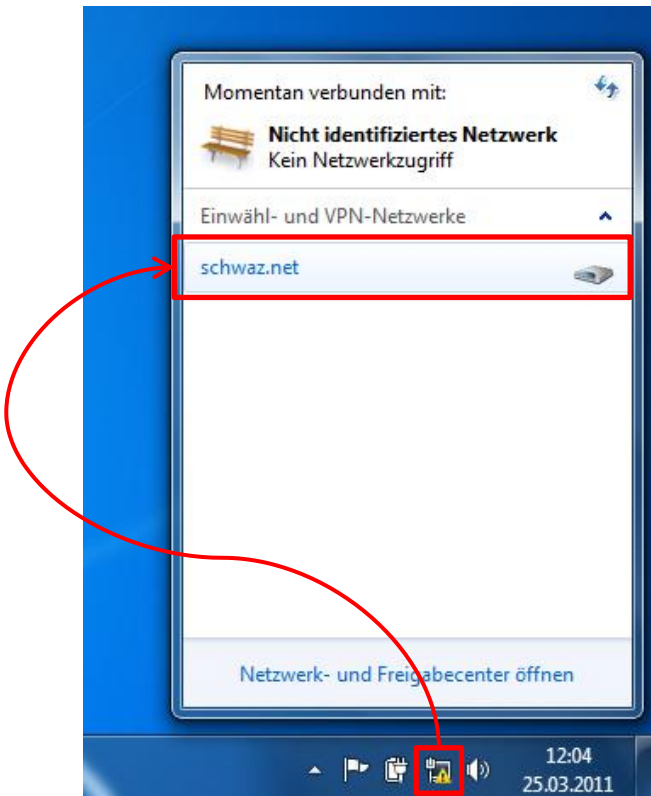 Momentan verbunden mit:
Nicht identifiziertes Netzwerk
Kein Netzwerkzugriff
Einwähl- und VPN-Netzwerke
schwaz.net
Netzwerk- und Freigabecenter öffnen
12:04
25.03.2011